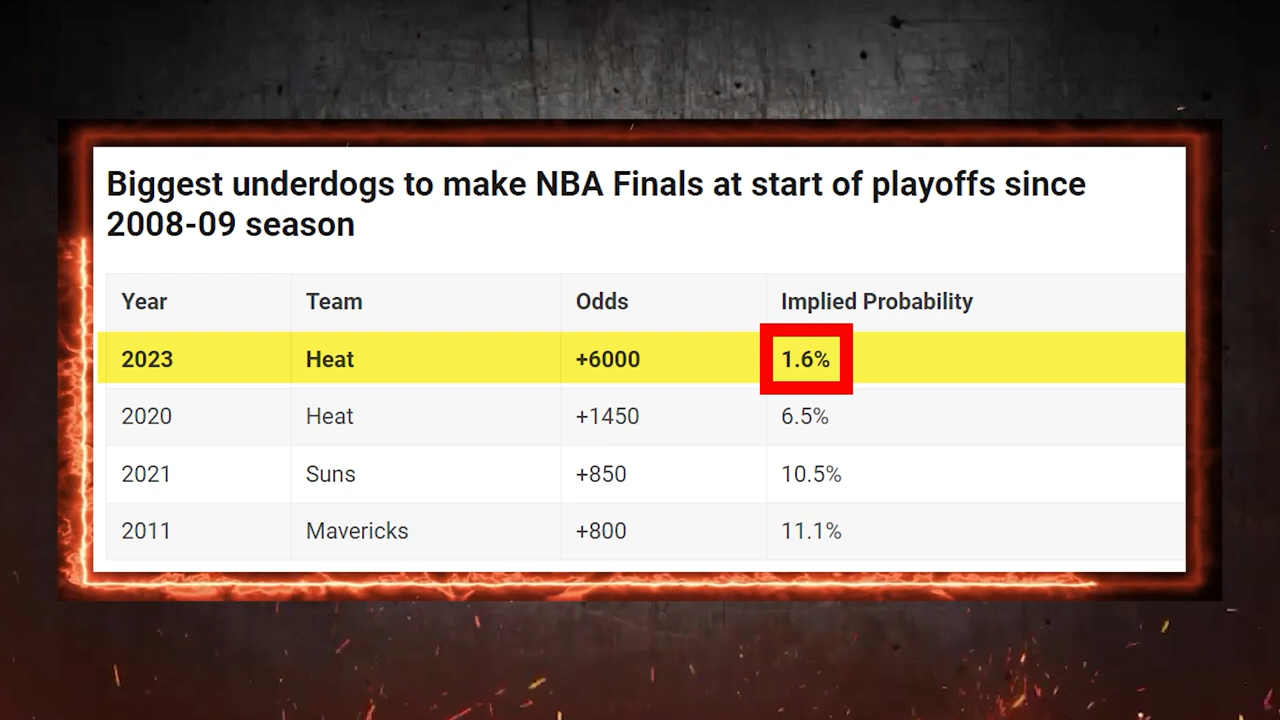 Biggest underdogs to make NBA Finals at start of playoffs since
2008-09 season
Year Team Odds Implied Probability
2023 Heat +6000 1.6%
2020 Heat +1450 6.5%
2021 Suns +850 10.5%
2011 Mavericks +800 11.1%